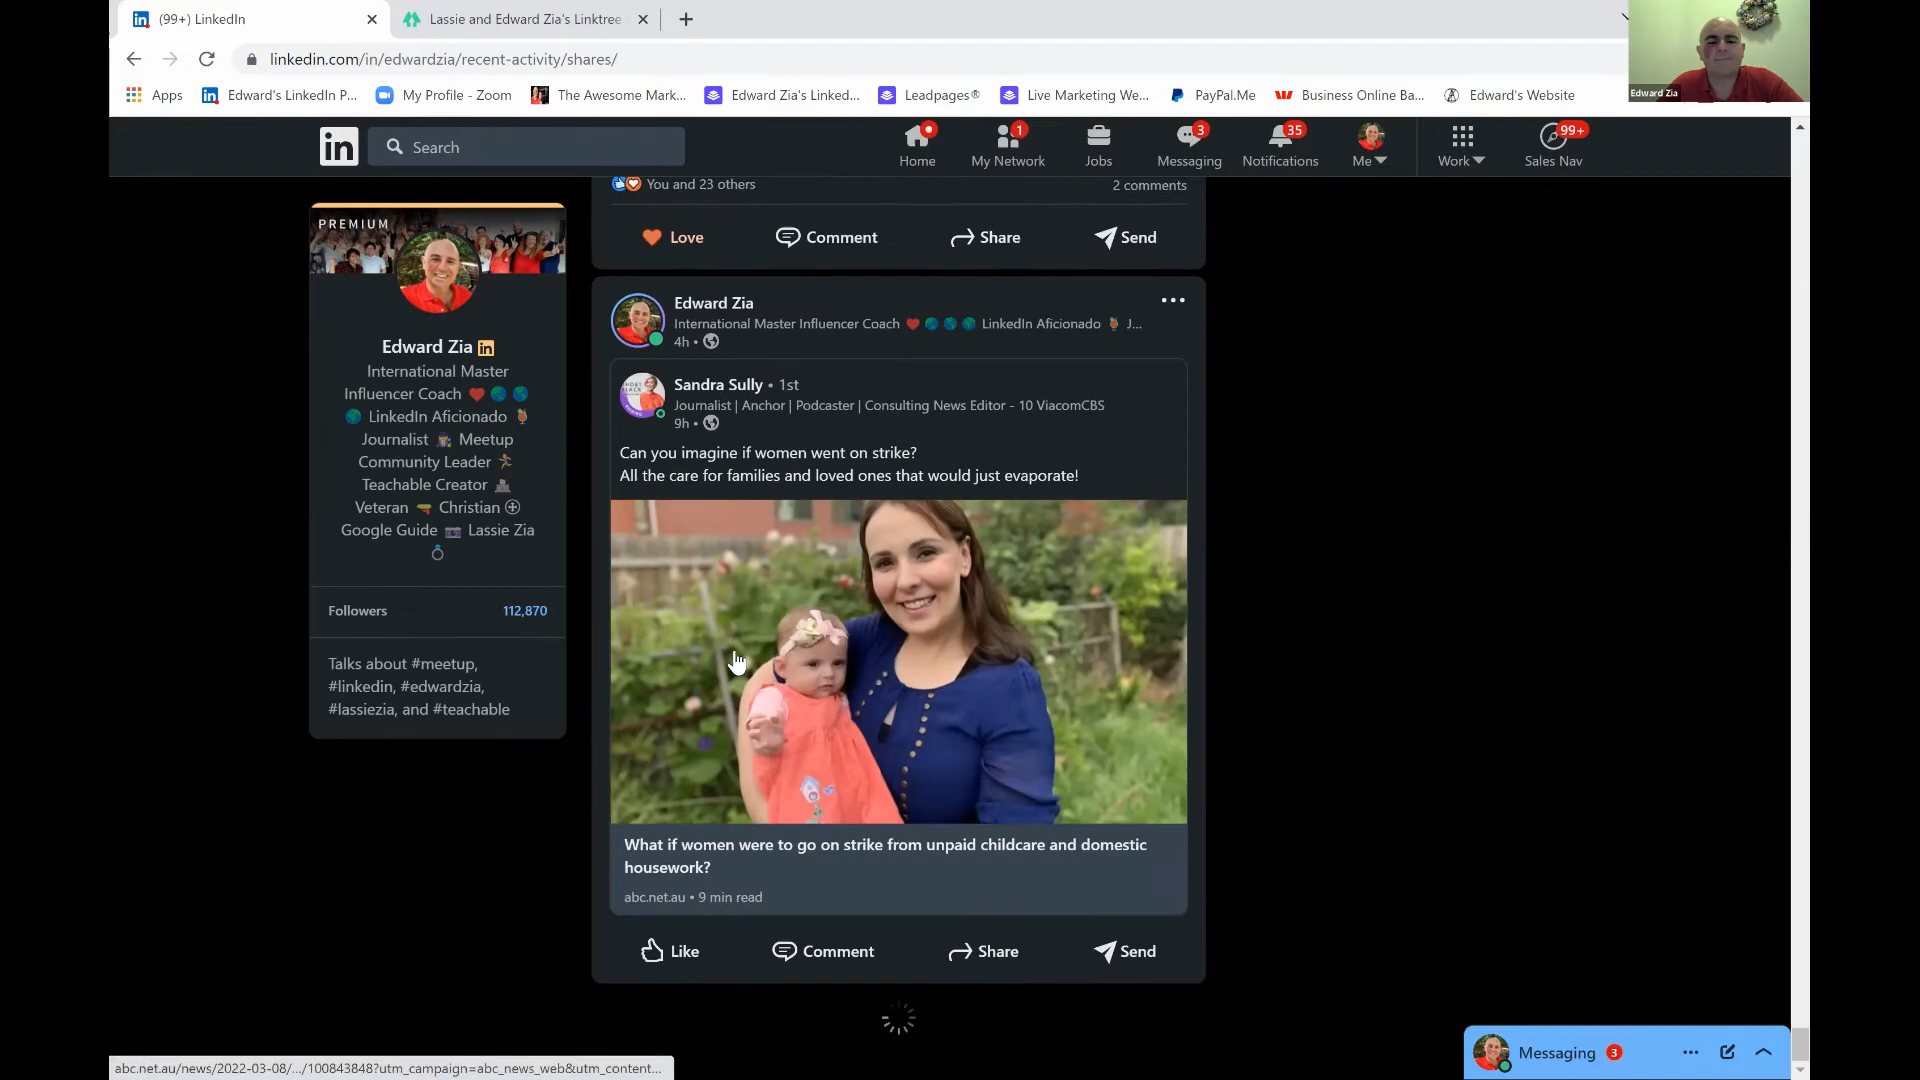 (99+) LinkedIn
Lassie and Edward Zia's Linktree
linkedin.com/in/edwardzia/recent-activity/shares/
Edward Zia
Apps
Edward's LinkedIn P...
My Profile - Zoom
The Awesome Mark...
Edward Zia's Linked...
Leadpages®
Live Marketing We...
PayPal.Me
Business Online Ba...
Edward's Website
in
Search
Home
1
My Network
Jobs
3
Messaging
35
Notifications
Me
Work
99+
Sales Nav
You and 23 others
2 comments
Love
Comment
Share
Send
PREMIUM
Edward Zia in
International Master
Influencer Coach
LinkedIn Aficionado
Journalist Meetup
Community Leader
Teachable Creator
Veteran Christian
Google Guide Lassie Zia
Followers 112,870
Talks about #meetup,
#linkedin, #edwardzia,
#lassiezia, and #teachable
Edward Zia
International Master Influencer Coach LinkedIn Aficionado J...
4h •
Sandra Sully • 1st
Journalist | Anchor | Podcaster | Consulting News Editor - 10 ViacomCBS
9h •
Can you imagine if women went on strike?
All the care for families and loved ones that would just evaporate!
What if women were to go on strike from unpaid childcare and domestic
housework?
abc.net.au • 9 min read
Like
Comment
Share
Send
Messaging 3
abc.net.au/news/2022-03-08/.../100843848?utm_campaign=abc_news_web&utm_content...